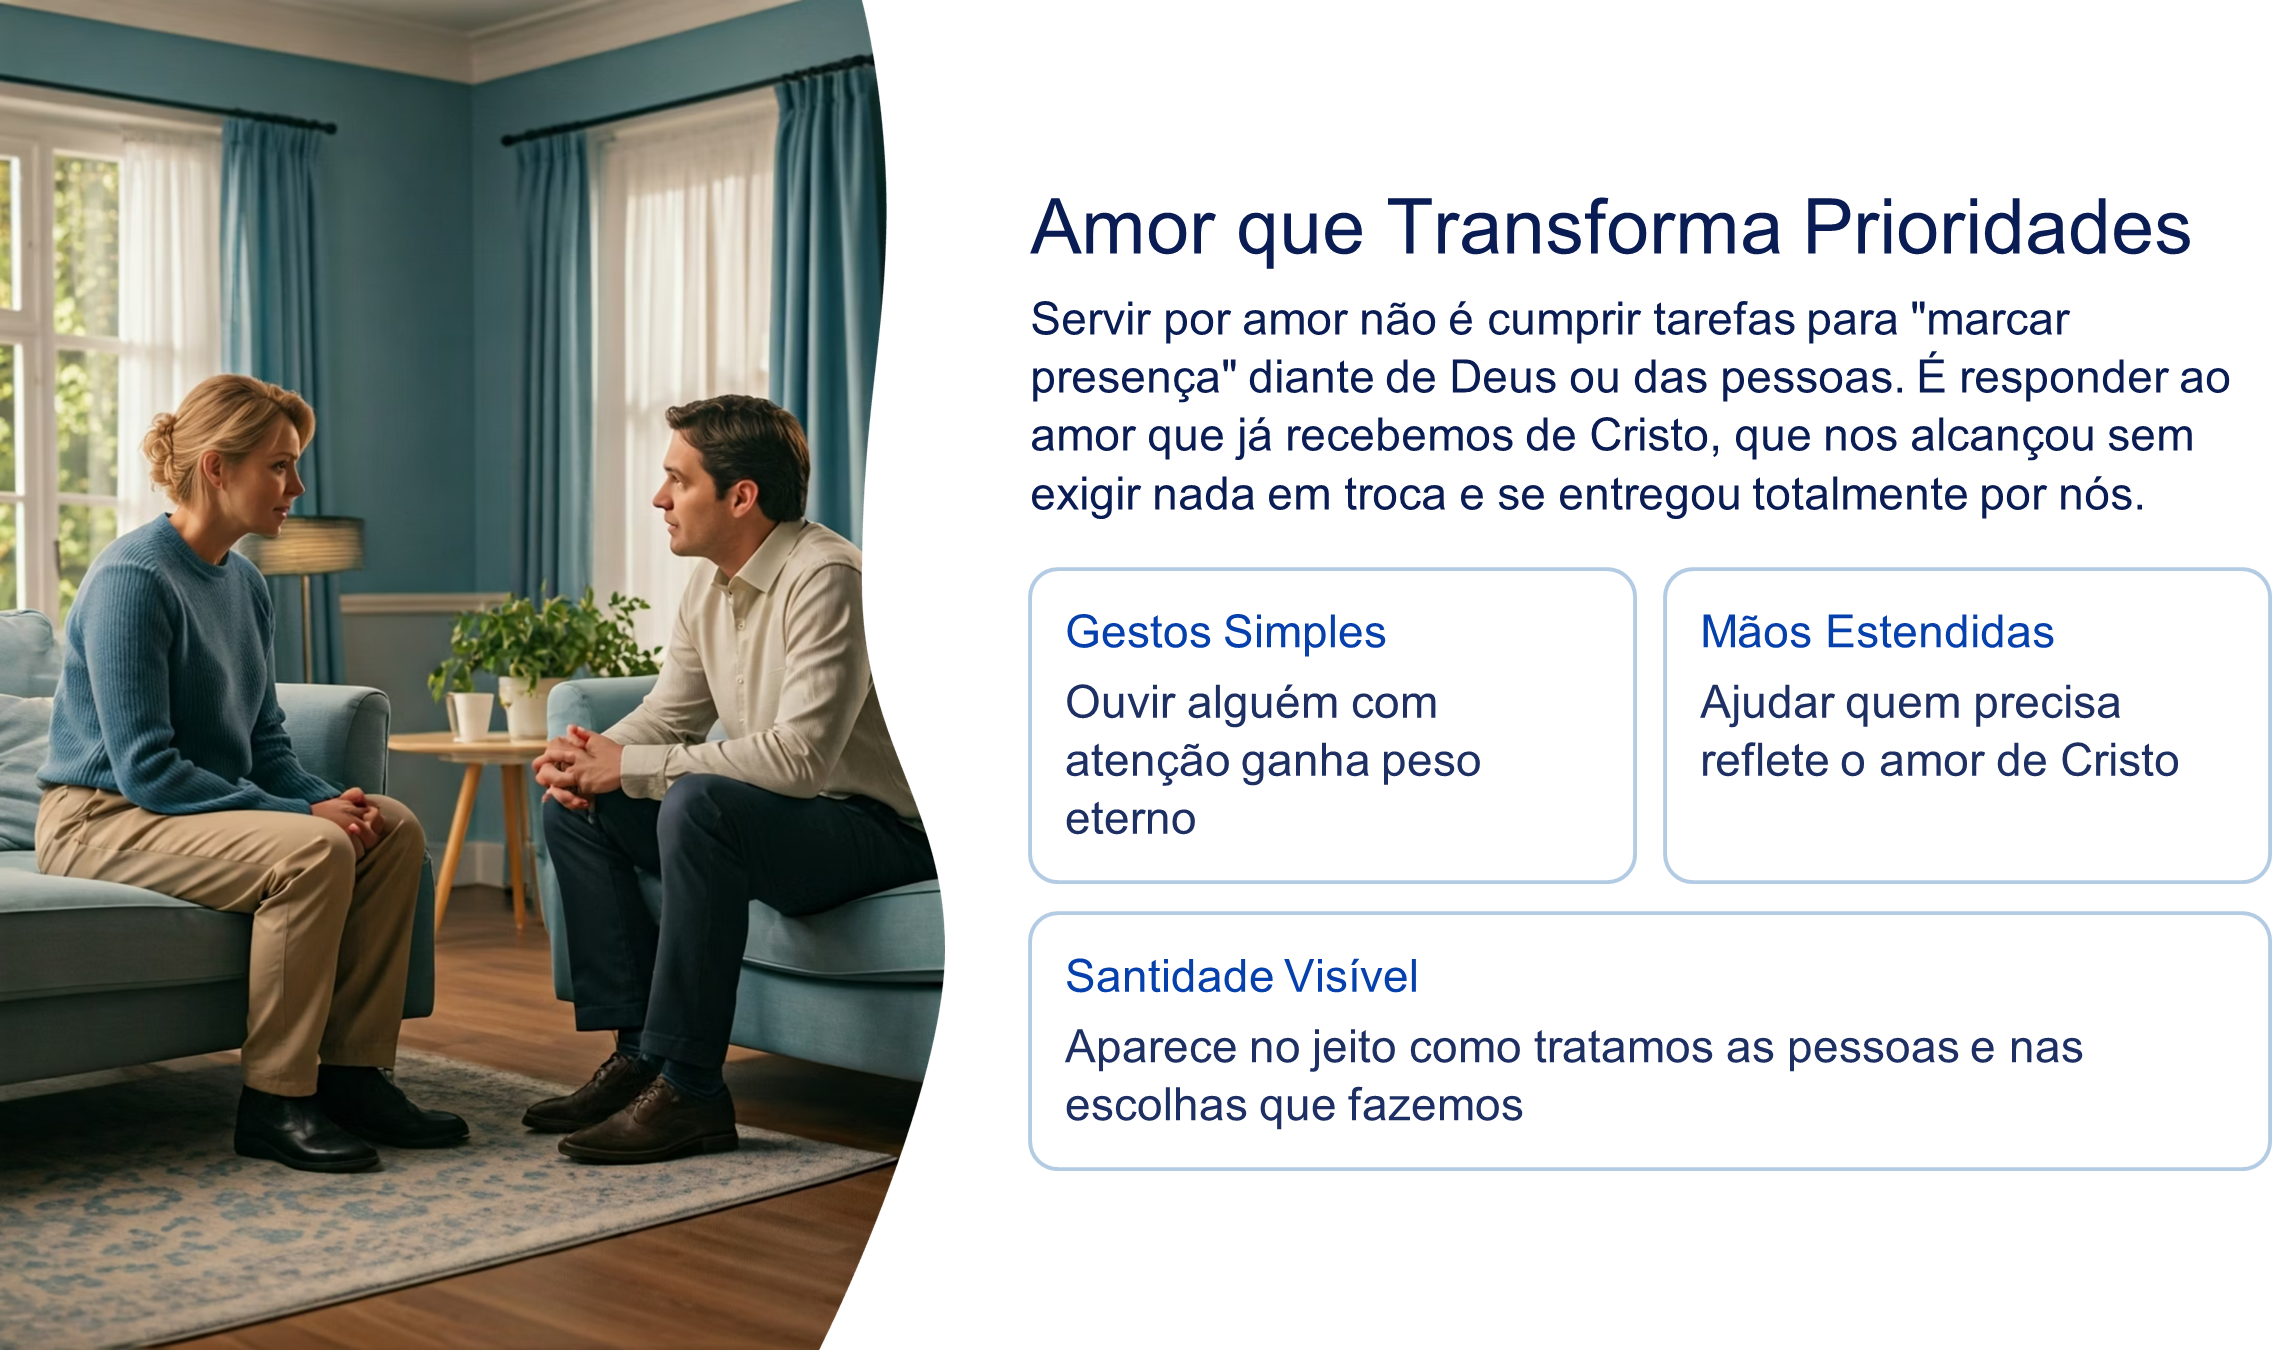 Amor que Transforma Prioridades
Servir por amor não é cumprir tarefas para "marcar
presença" diante de Deus ou das pessoas. É responder ao
amor que já recebemos de Cristo, que nos alcançou sem
exigir nada em troca e se entregou totalmente por nós.
Gestos Simples
Ouvir alguém com
atenção ganha peso
eterno
Mãos Estendidas
Ajudar quem precisa
reflete o amor de Cristo
Santidade Visível
Aparece no jeito como tratamos as pessoas e nas
escolhas que fazemos